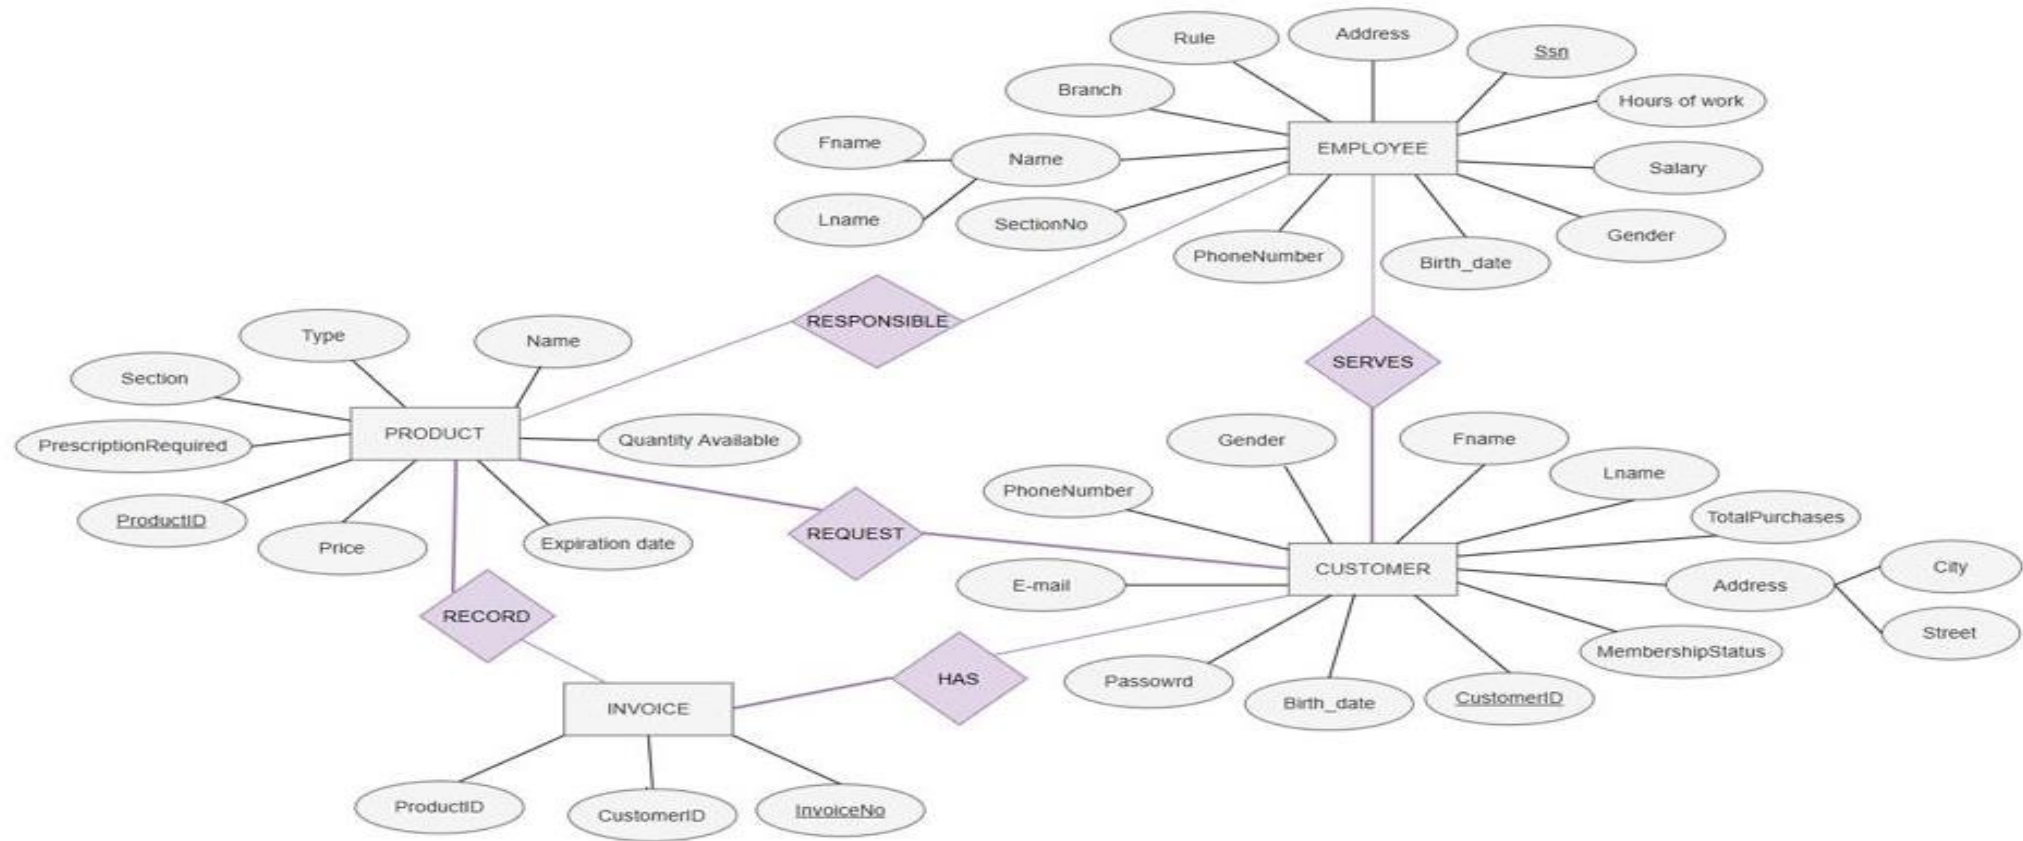 Rule
Address
Ssn
Branch
Hours of work
Fname
Name
EMPLOYEE
Salary
Lname
SectionNo
PhoneNumber
Birth_date
Gender
RESPONSIBLE
SERVES
Type
Name
Section
PRODUCT
Quantity Available
PrescriptionRequired
ProductID
Price
Expiration date
REQUEST
RECORD
Gender
Fname
Lname
PhoneNumber
TotalPurchases
E-mail
CUSTOMER
Address
City
Street
MembershipStatus
Passowrd
Birth_date
CustomerID
HAS
INVOICE
ProductID
CustomerID
InvoiceNo